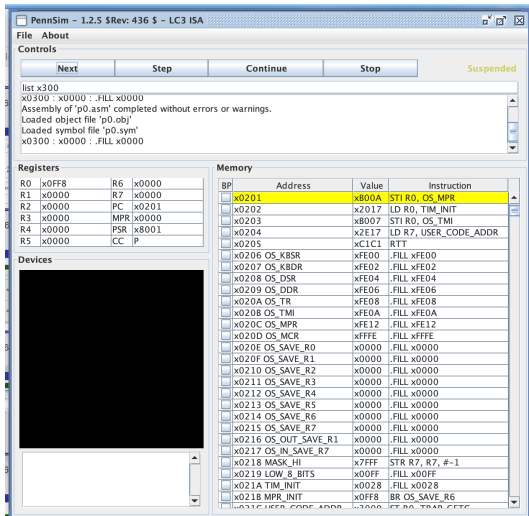 PennSim - 1.2.5 $Rev: 436 $ - LC3 ISA
File About
Controls
Next Step Continue Stop Suspended
list x300
x0300 : x0000 : .FILL x0000
Assembly of 'p0.asm' completed without errors or warnings.
Loaded object file 'p0.obj'
Loaded symbol file 'p0.sym'
x0300 : x0000 : .FILL x0000
Registers
R0 x0FF8 R6 x0000
R1 x0000 R7 x0000
R2 x0000 PC x0201
R3 x0000 MPR x0000
R4 x0000 PSR x8001
R5 x0000 CC P
Devices
Memory
BP Address Value Instruction
x0201 xB00A STI R0, OS_MPR
x0202 x2017 LD R0, TIM_INIT
x0203 xB007 STI R0, OS_TMI
x0204 x2E17 LD R7, USER_CODE_ADDR
x0205 xC1C1 RTT
x0206 OS_KBSR xFE00 .FILL xFE00
x0207 OS_KBDR xFE02 .FILL xFE02
x0208 OS_DSR xFE04 .FILL xFE04
x0209 OS_DDR xFE06 .FILL xFE06
x020A OS_TR xFE08 .FILL xFE08
x020B OS_TMI xFE0A .FILL xFE0A
x020C OS_MPR xFE12 .FILL xFE12
x020D OS_MCR xFFFE .FILL xFFFE
x020E OS_SAVE_R0 x0000 .FILL x0000
x020F OS_SAVE_R1 x0000 .FILL x0000
x0210 OS_SAVE_R2 x0000 .FILL x0000
x0211 OS_SAVE_R3 x0000 .FILL x0000
x0212 OS_SAVE_R4 x0000 .FILL x0000
x0213 OS_SAVE_R5 x0000 .FILL x0000
x0214 OS_SAVE_R6 x0000 .FILL x0000
x0215 OS_SAVE_R7 x0000 .FILL x0000
x0216 OS_OUT_SAVE_R1 x0000 .FILL x0000
x0217 OS_IN_SAVE_R7 x0000 .FILL x0000
x0218 MASK_HI x7FFF STR R7, R7, #-1
x0219 LOW_8_BITS x00FF .FILL x00FF
x021A TIM_INIT x0028 .FILL x0028
x021B MPR_INIT x0FF8 BR OS_SAVE_R6
x021C USER_CODE_ADDR x3000 ST R0, TRAP_GETC